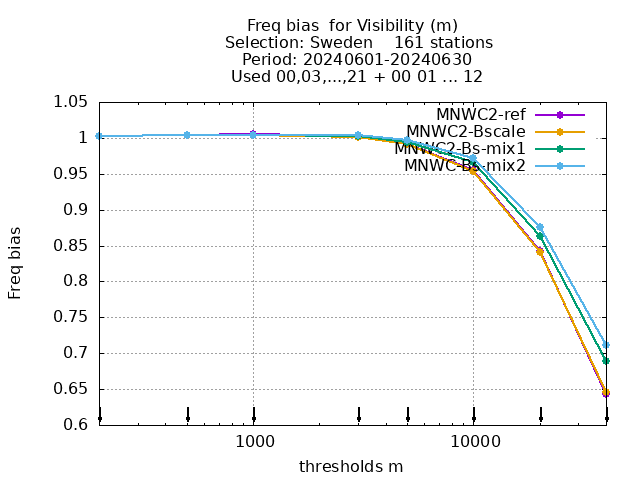 Freq bias  for Visibility (m)
Selection: Sweden    161 stations
Period: 20240601-20240630
Used 00,03,...,21 + 00 01 ... 12
MNWC2-ref
MNWC2-Bscale
MNWC2-Bs-mix1
MNWC-Bs-mix2
1.05
1
0.95
0.9
0.85
0.8
0.75
0.7
0.65
0.6
Freq bias
1000
10000
thresholds m